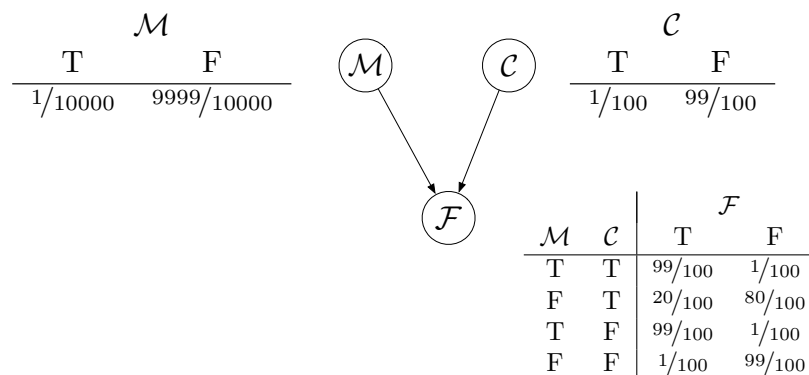 M C
T F M C T F
1/10000 9999/10000 1/100 99/100
F
F
M C T F
T T 99/100 1/100
F T 20/100 80/100
T F 99/100 1/100
F F 1/100 99/100